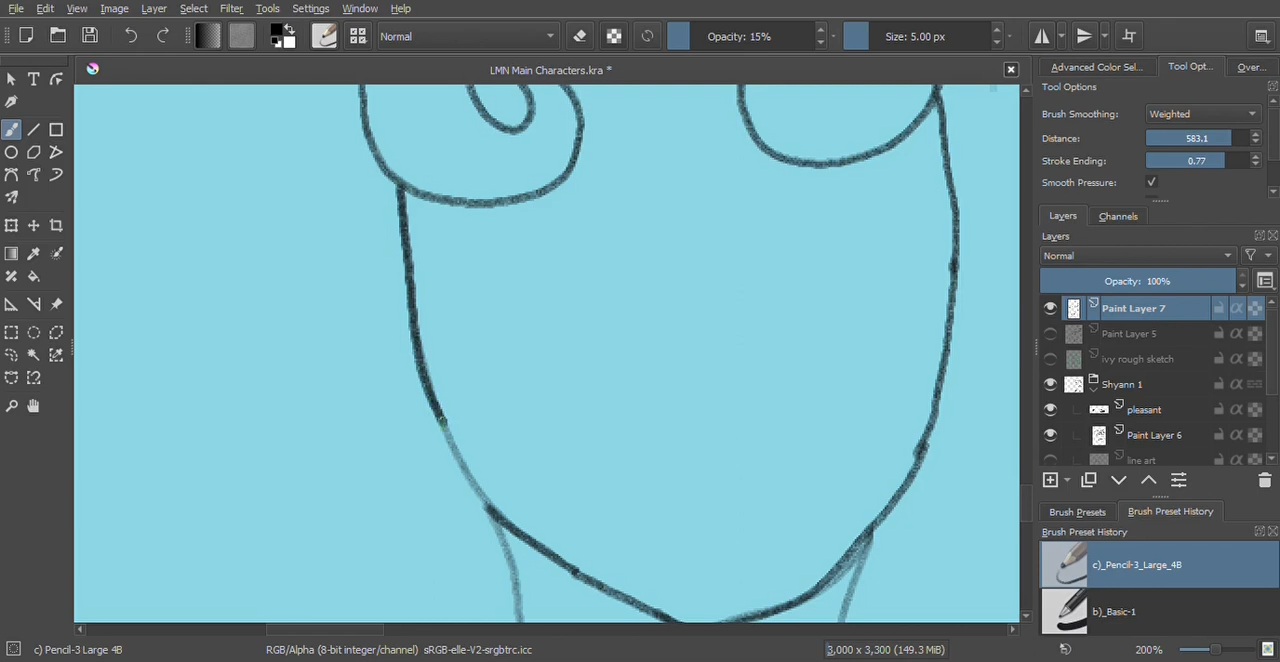 File Edit View Image Layer Select Filter Tools Settings Window Help
Normal Opacity: 15% Size: 5.00 px
LMN Main Characters.kra *
Advanced Color Sel... Tool Opt... Over...
Tool Options
Brush Smoothing: Weighted
Distance: 583.1
Stroke Ending: 0.77
Smooth Pressure:
Layers Channels
Layers
Normal
Opacity: 100%
Paint Layer 7
Paint Layer 5
ivy rough sketch
Shyann 1
pleasant
Paint Layer 6
line art
Brush Presets Brush Preset History
Brush Preset History
c)_Pencil-3_Large_4B
b)_Basic-1
c) Pencil-3 Large 4B RGB/Alpha (8-bit integer/channel) sRGB-elle-V2-srgbtrc.icc 3,000 x 3,300 (149.3 MiB) 200%